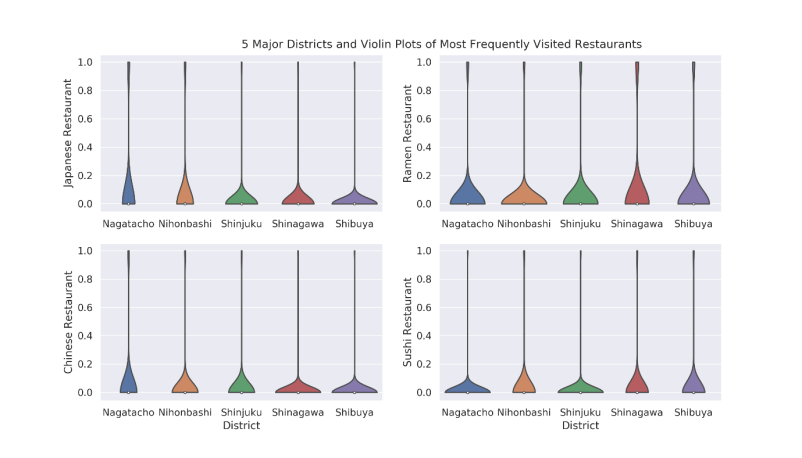 5 Major Districts and Violin Plots of Most Frequently Visited Restaurants
Japanese Restaurant
1.0
0.8
0.6
0.4
0.2
0.0
Nagatacho Nihonbashi Shinjuku Shinagawa Shibuya
Ramen Restaurant
1.0
0.8
0.6
0.4
0.2
0.0
Nagatacho Nihonbashi Shinjuku Shinagawa Shibuya
Chinese Restaurant
1.0
0.8
0.6
0.4
0.2
0.0
Nagatacho Nihonbashi Shinjuku Shinagawa Shibuya
District
Sushi Restaurant
1.0
0.8
0.6
0.4
0.2
0.0
Nagatacho Nihonbashi Shinjuku Shinagawa Shibuya
District